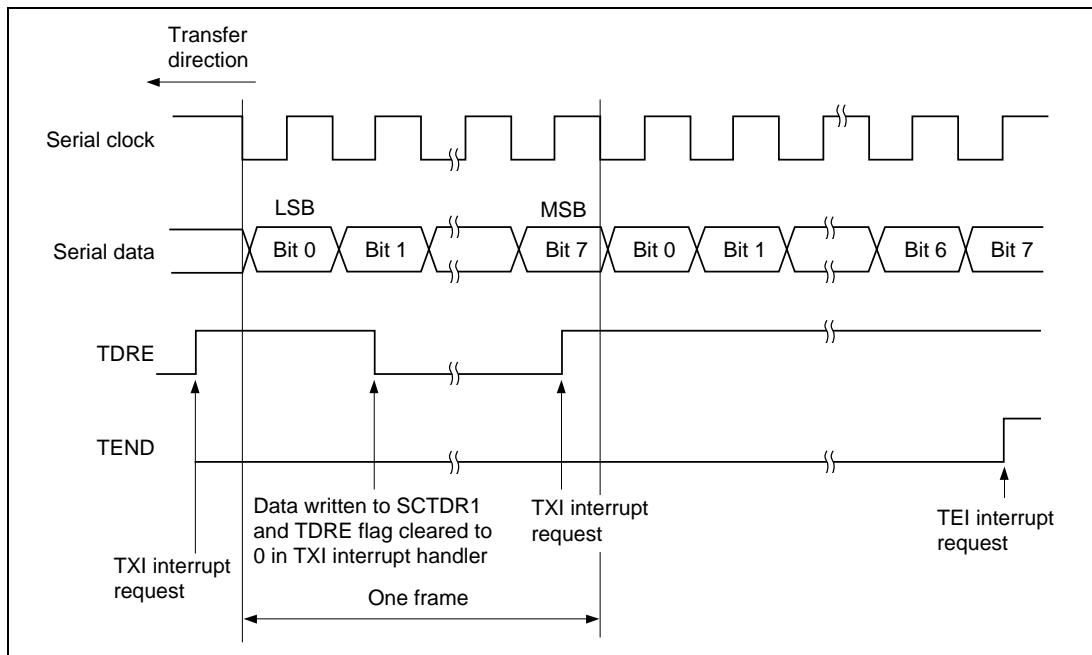 Transfer
direction
Serial clock
LSB
MSB
Serial data
Bit 0
Bit 1
Bit 7
Bit 0
Bit 1
Bit 6
Bit 7
TDRE
TEND
Data written to SCTDR1
and TDRE flag cleared to
0 in TXI interrupt handler
TXI interrupt
request
TEI interrupt
request
TXI interrupt
request
One frame